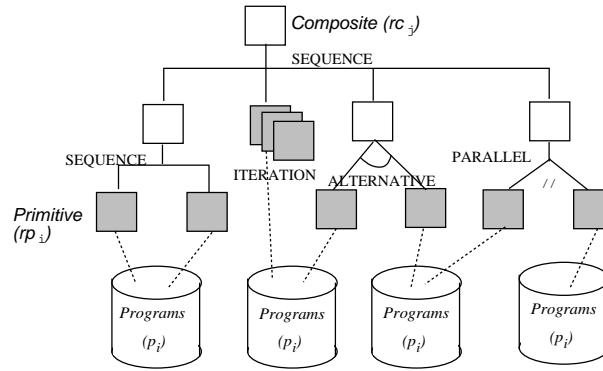 Composite (rc j)
SEQUENCE
SEQUENCE
ITERATION
ALTERNATIVE
PARALLEL
//
Primitive
(rp i)
Programs
(pi)
Programs
(pi)
Programs
(pi)
Programs
(pi)